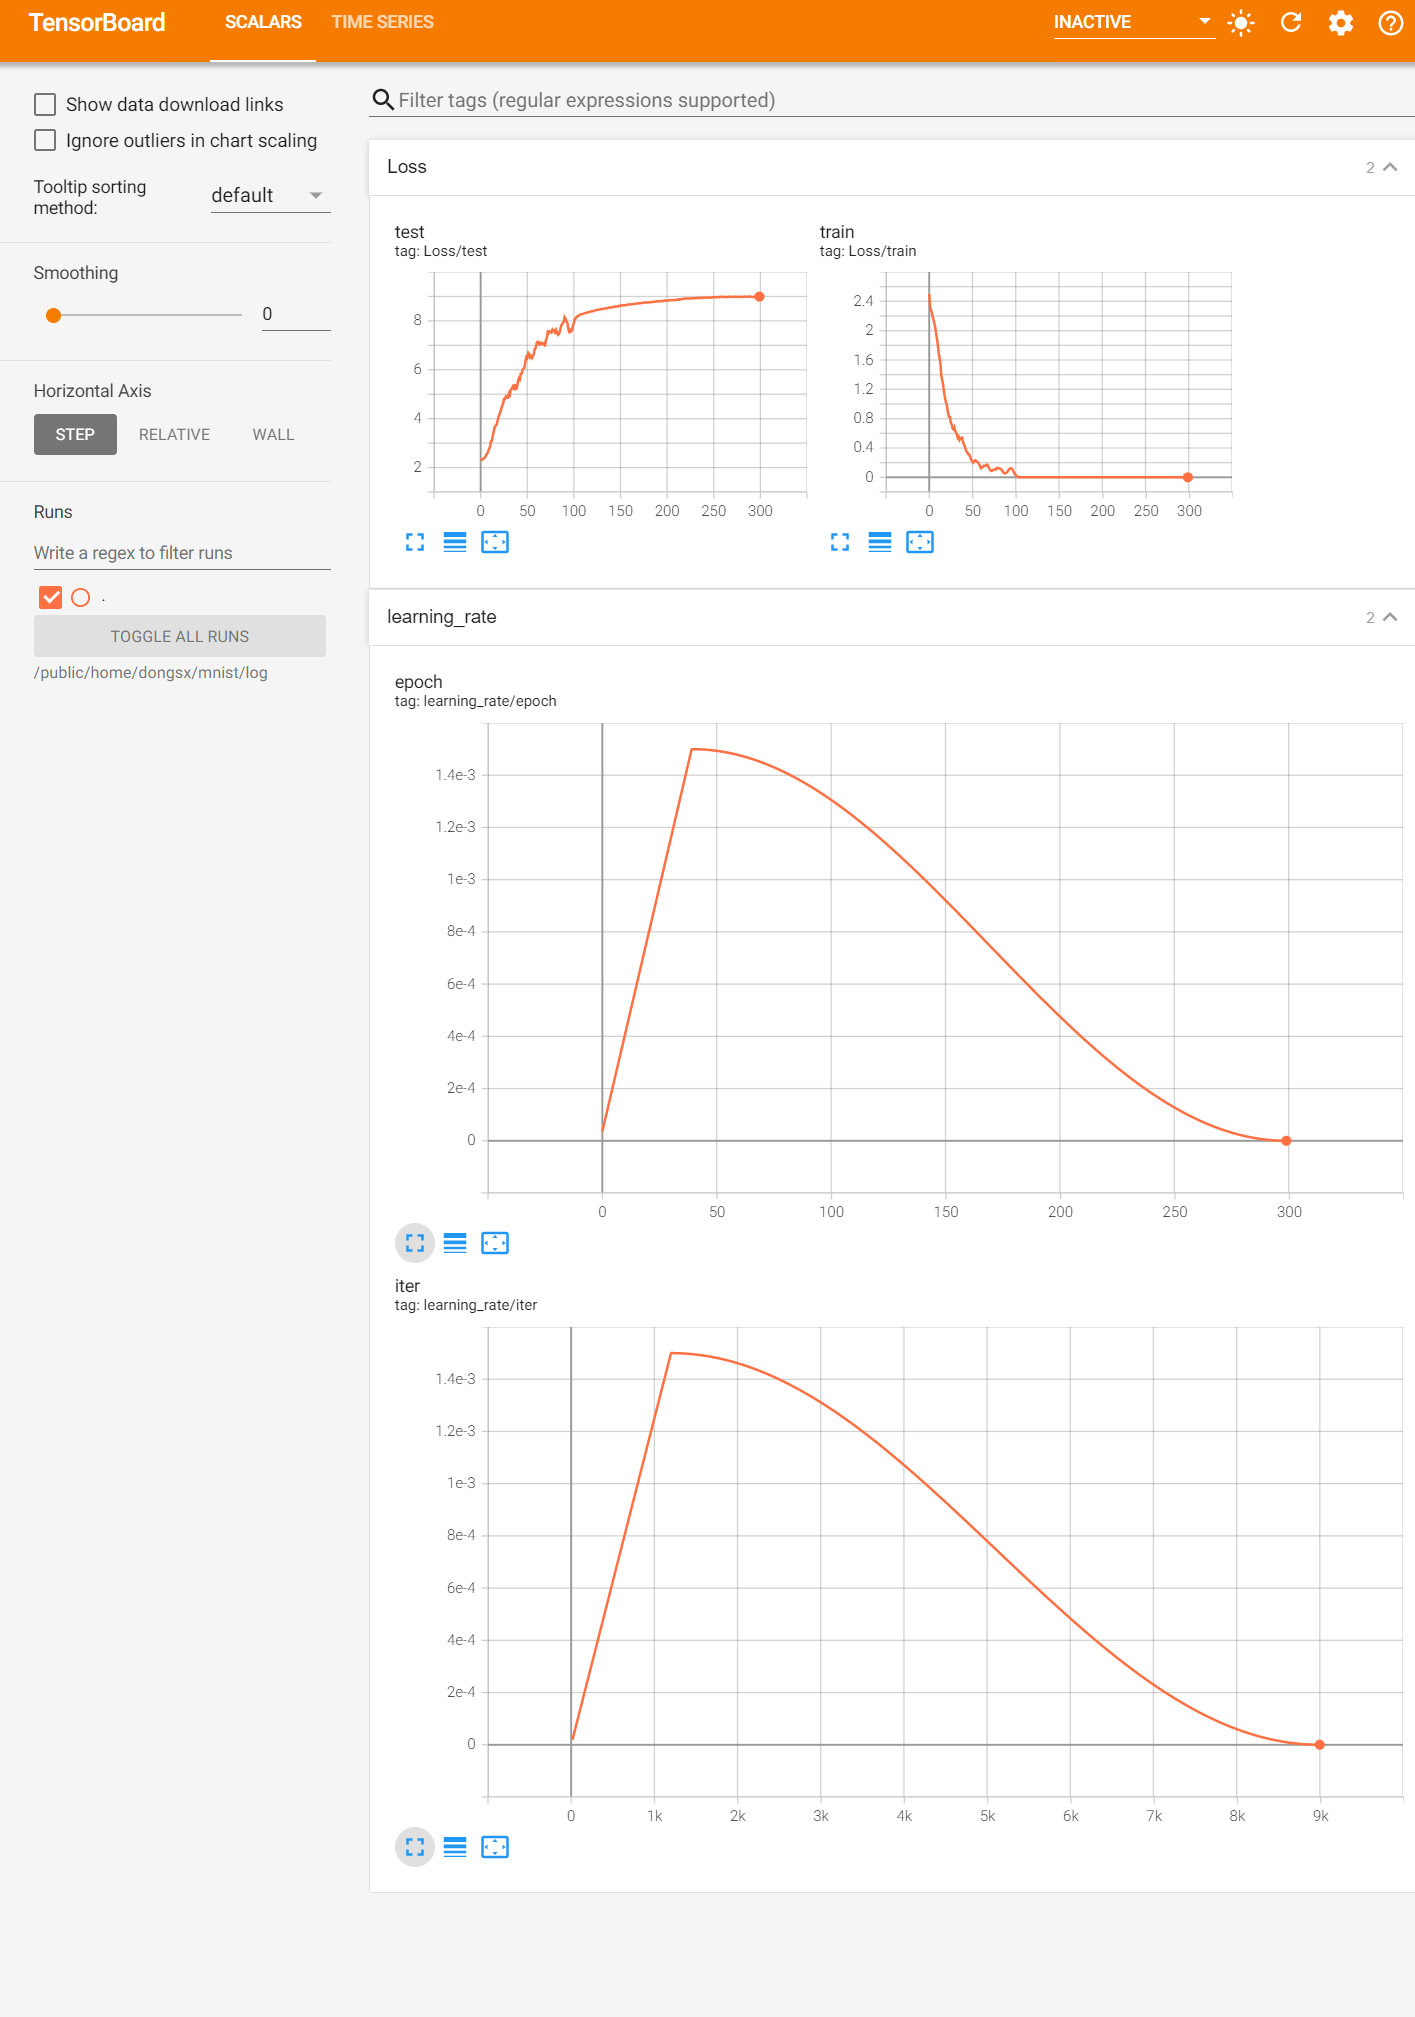 TensorBoard SCALARS TIME SERIES INACTIVE
Show data download links
Ignore outliers in chart scaling
Tooltip sorting
method:
default
Smoothing
0
Horizontal Axis
STEP RELATIVE WALL
Runs
Write a regex to filter runs
.
TOGGLE ALL RUNS
/public/home/dongsx/mnist/log
Filter tags (regular expressions supported)
Loss 2
test
tag: Loss/test
8
6
4
2
0 50 100 150 200 250 300
train
tag: Loss/train
2.4
2
1.6
1.2
0.8
0.4
0
0 50 100 150 200 250 300
learning_rate 2
epoch
tag: learning_rate/epoch
1.4e-3
1.2e-3
1e-3
8e-4
6e-4
4e-4
2e-4
0
0 50 100 150 200 250 300
iter
tag: learning_rate/iter
1.4e-3
1.2e-3
1e-3
8e-4
6e-4
4e-4
2e-4
0
0 1k 2k 3k 4k 5k 6k 7k 8k 9k